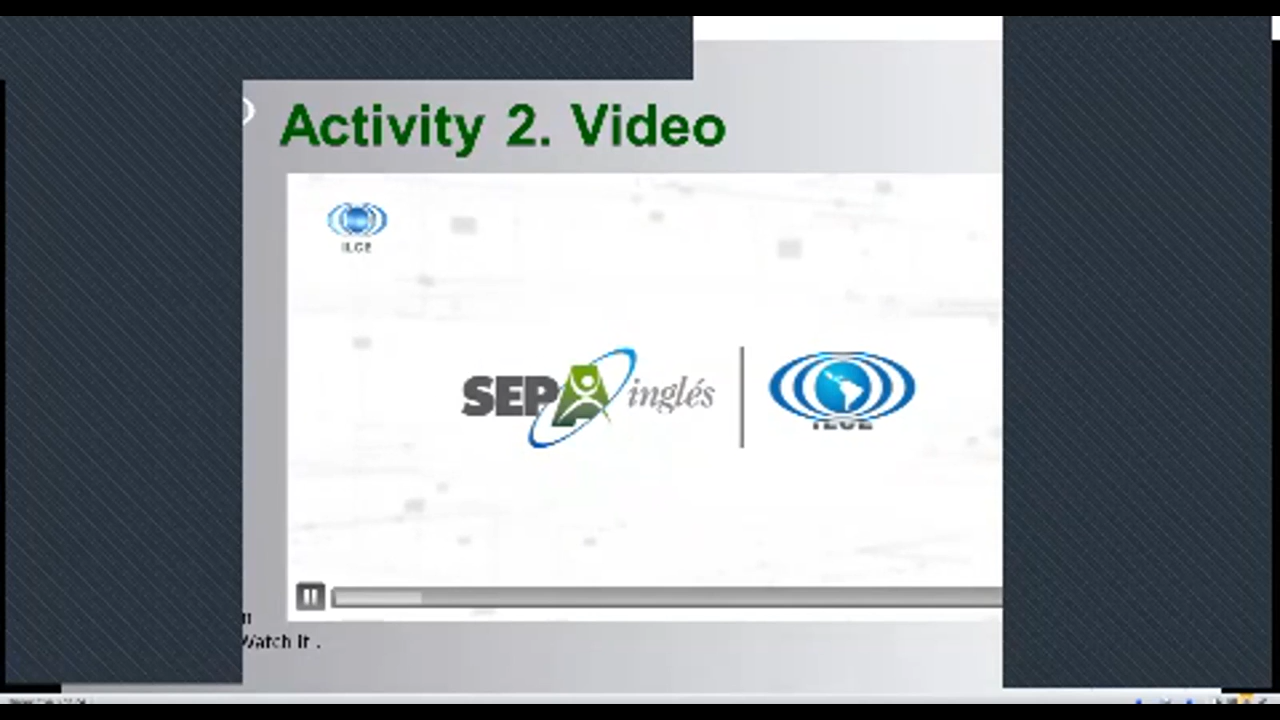 Activity 2. Video
ILCE
SEP inglés
ILCE
Watch it .